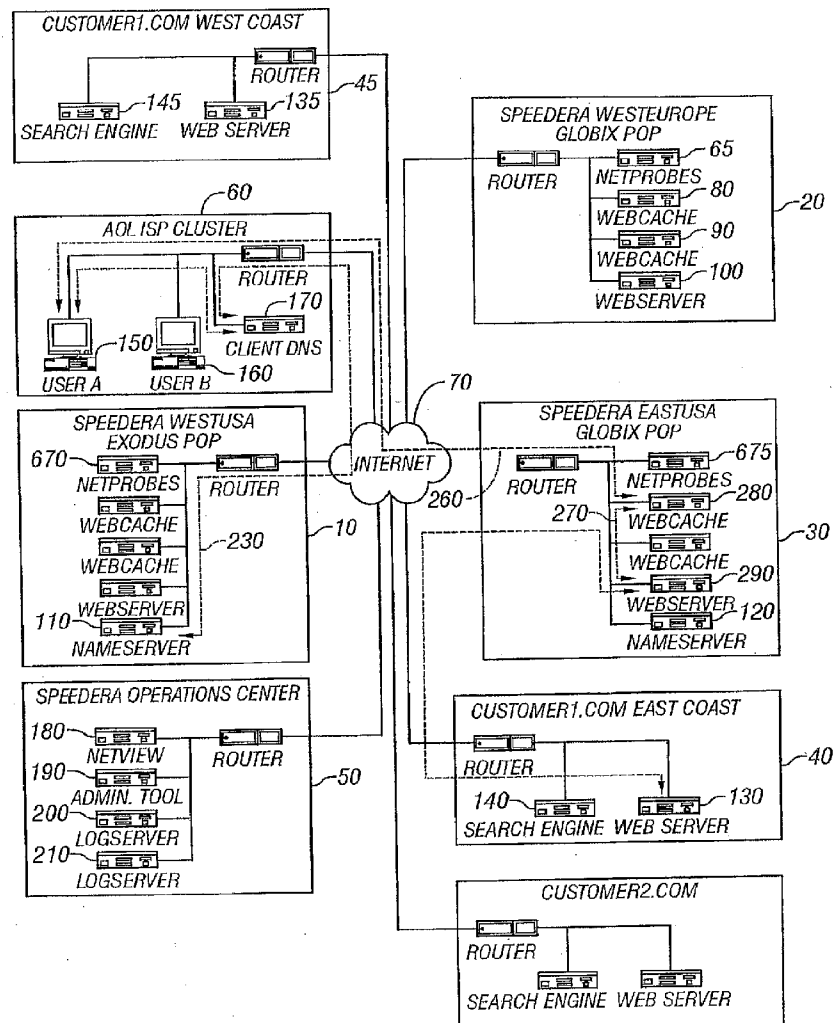 CUSTOMER1.COM WEST COAST
ROUTER
45
145
135
SEARCH ENGINE
WEB SERVER
60
AOL ISP CLUSTER
ROUTER
170
CLIENT DNS
150
USER A
160
USER B
SPEEDERA WESTUSA
EXODUS POP
670
NETPROBES
ROUTER
WEBCACHE
230
10
WEBCACHE
WEBSERVER
110
NAMESERVER
SPEEDERA OPERATIONS CENTER
180
NETVIEW
ROUTER
190
ADMIN. TOOL
50
200
LOGSERVER
210
LOGSERVER
70
INTERNET
260
SPEEDERA WESTEUROPE
GLOBIX POP
ROUTER
65
NETPROBES
80
WEBCACHE
20
90
WEBCACHE
100
WEBSERVER
SPEEDERA EASTUSA
GLOBIX POP
ROUTER
675
NETPROBES
270
280
WEBCACHE
30
WEBCACHE
290
WEBSERVER
120
NAMESERVER
CUSTOMER1.COM EAST COAST
ROUTER
40
140
130
SEARCH ENGINE
WEB SERVER
CUSTOMER2.COM
ROUTER
SEARCH ENGINE
WEB SERVER